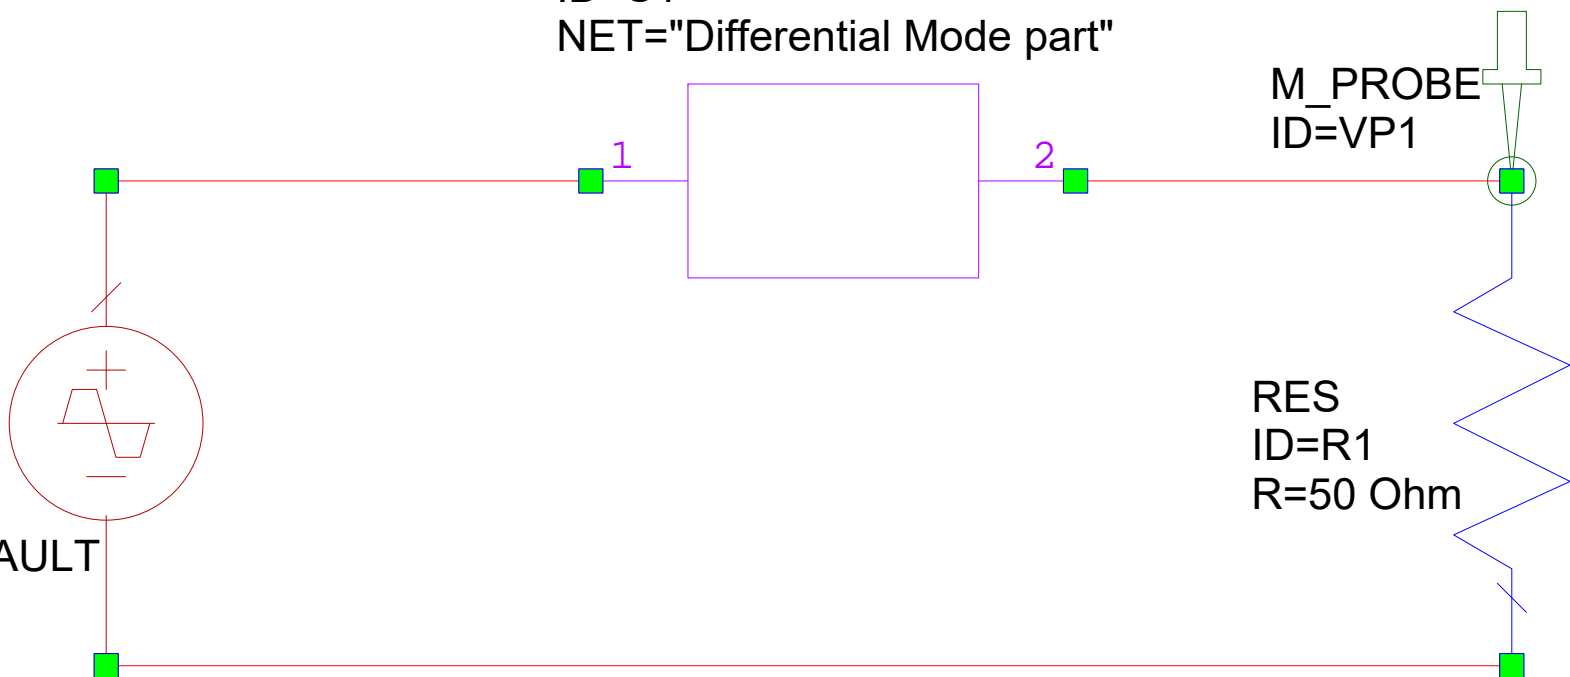 NET="Differential Mode part"
M_PROBE
ID=VP1
1
2
RES
ID=R1
R=50 Ohm
AULT